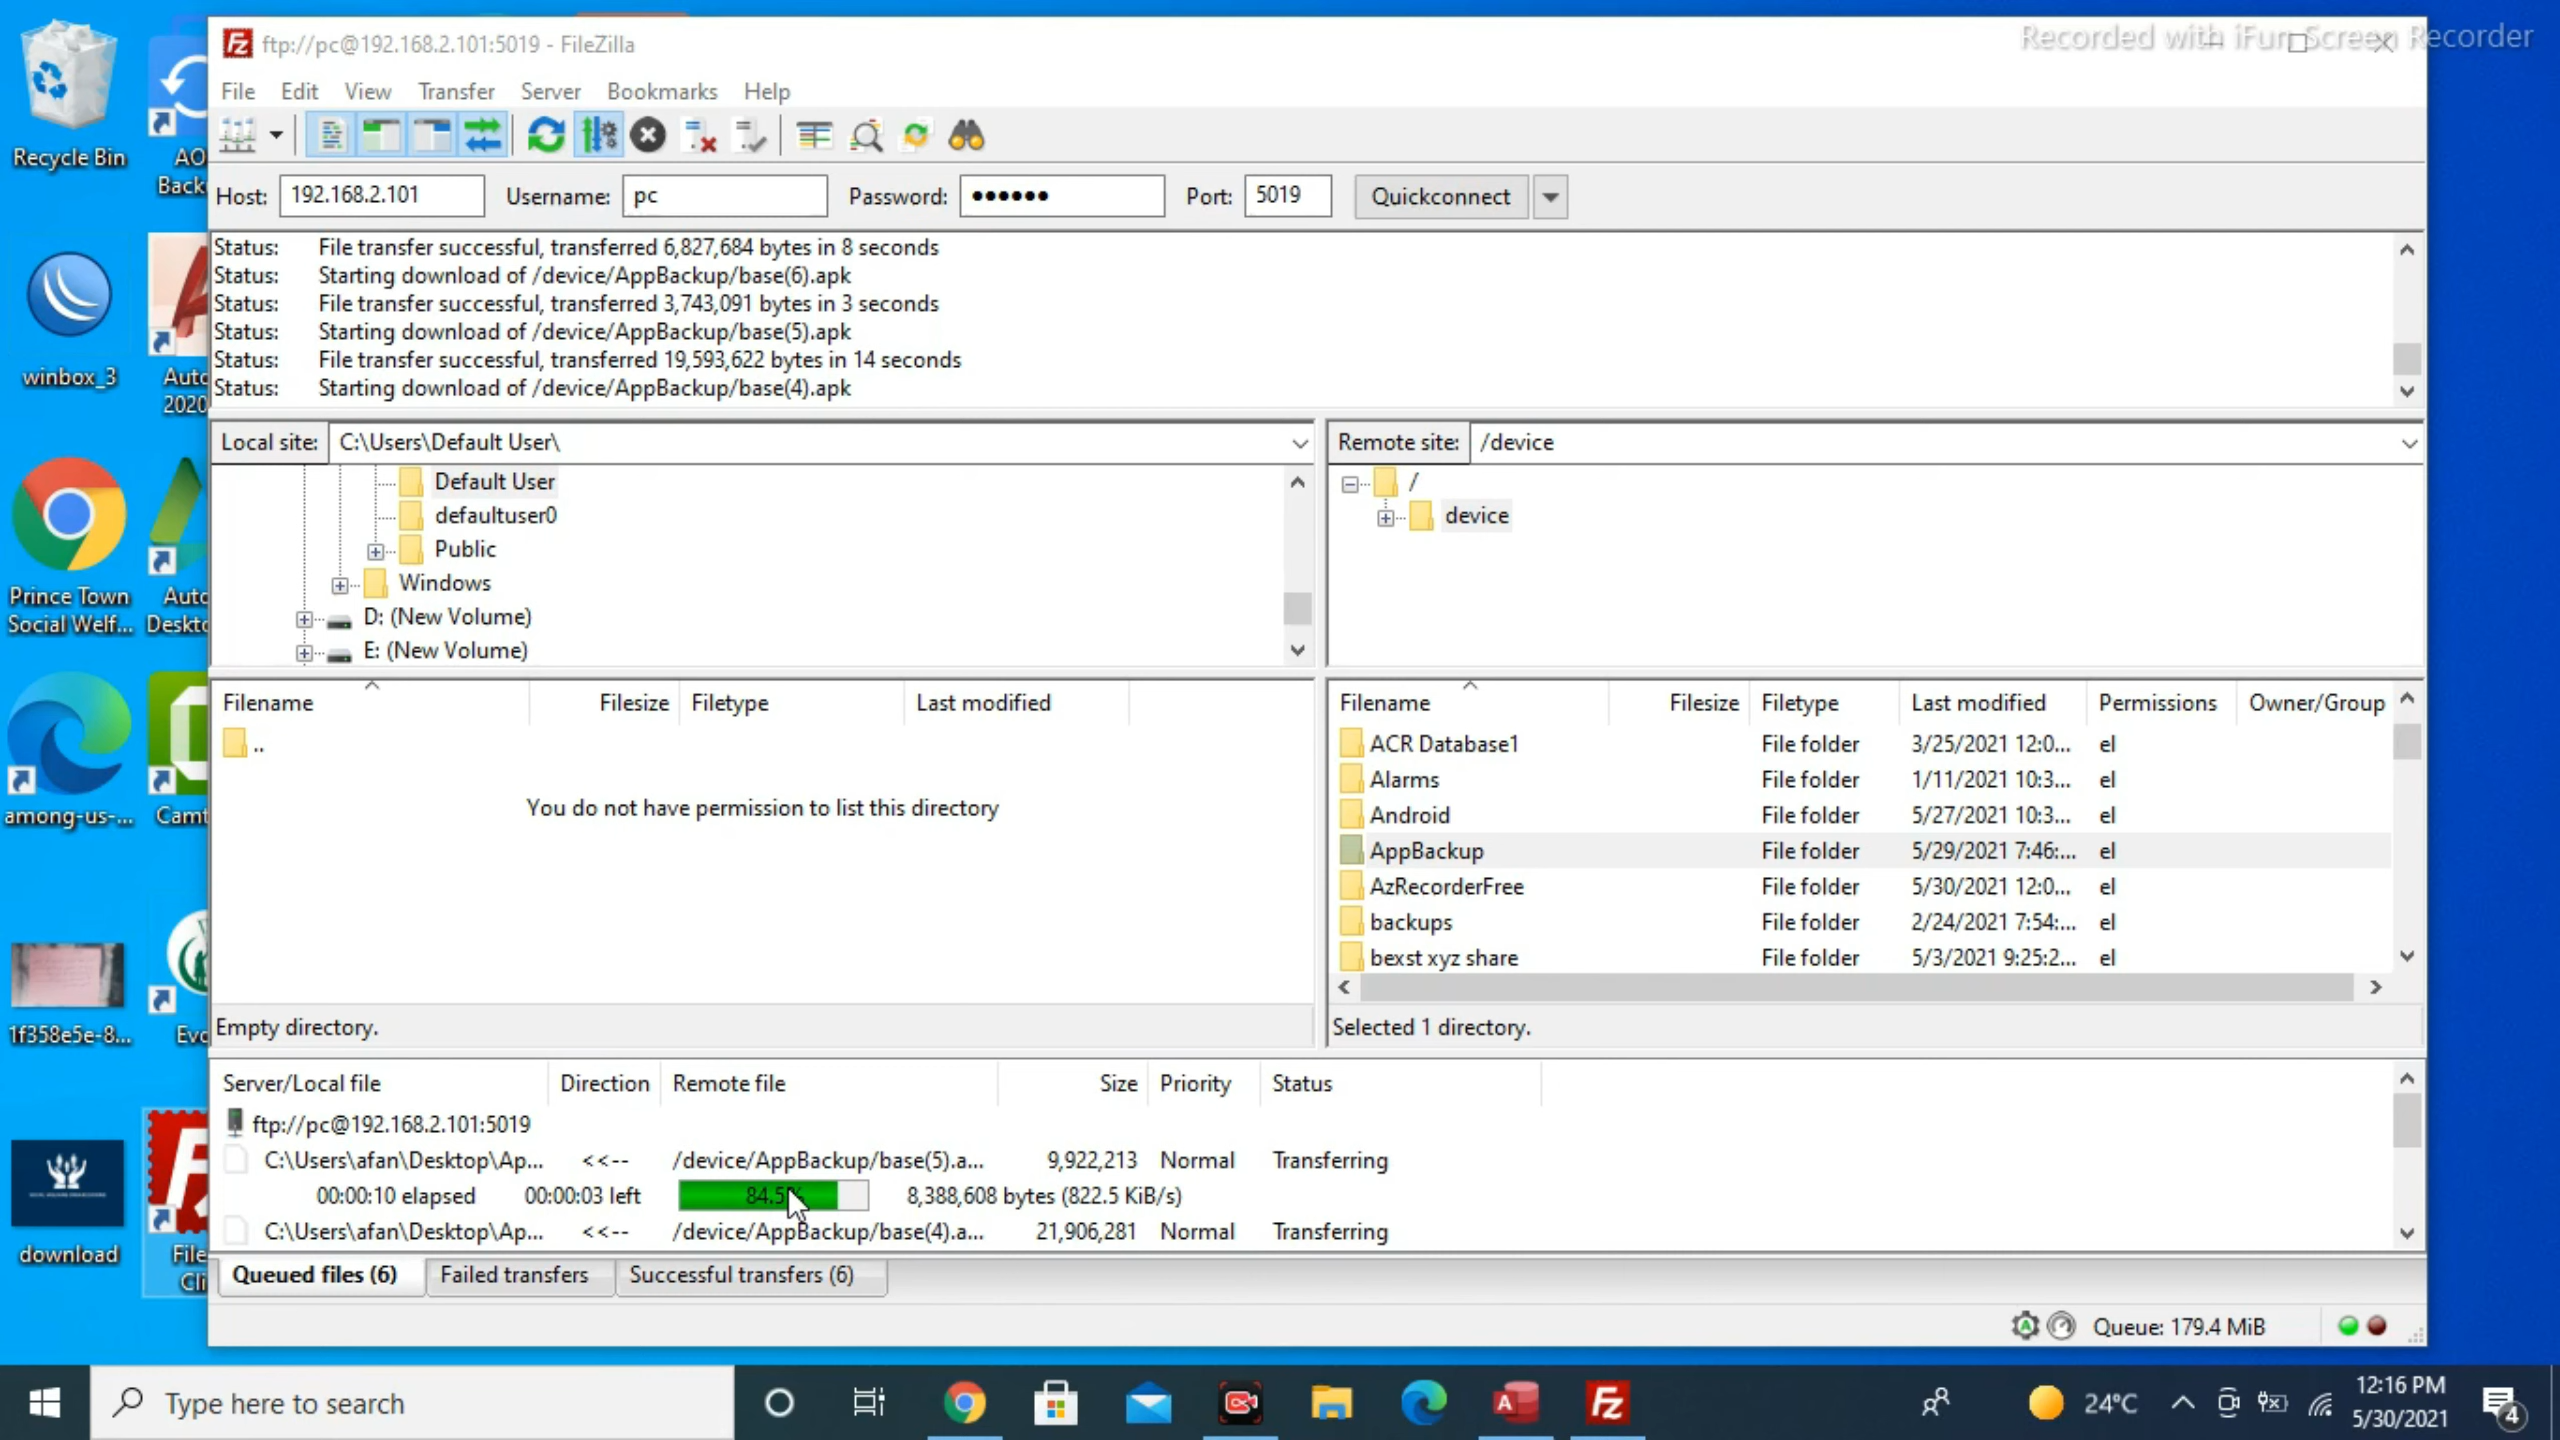 Recorded with iFun Screen Recorder
ftp://pc@192.168.2.101:5019 - FileZilla
File Edit View Transfer Server Bookmarks Help
Host: 192.168.2.101 Username: pc Password: ●●●●●● Port: 5019 Quickconnect
Status: File transfer successful, transferred 6,827,684 bytes in 8 seconds
Status: Starting download of /device/AppBackup/base(6).apk
Status: File transfer successful, transferred 3,743,091 bytes in 3 seconds
Status: Starting download of /device/AppBackup/base(5).apk
Status: File transfer successful, transferred 19,593,622 bytes in 14 seconds
Status: Starting download of /device/AppBackup/base(4).apk
Local site: C:\Users\Default User\
Default User
defaultuser0
Public
Windows
D: (New Volume)
E: (New Volume)
Remote site: /device
/
device
Filename Filesize Filetype Last modified
..
You do not have permission to list this directory
Empty directory.
Filename Filesize Filetype Last modified Permissions Owner/Group
ACR Database1 File folder 3/25/2021 12:0... el
Alarms File folder 1/11/2021 10:3... el
Android File folder 5/27/2021 10:3... el
AppBackup File folder 5/29/2021 7:46:... el
AzRecorderFree File folder 5/30/2021 12:0... el
backups File folder 2/24/2021 7:54:... el
bexst xyz share File folder 5/3/2021 9:25:2... el
Selected 1 directory.
Server/Local file Direction Remote file Size Priority Status
ftp://pc@192.168.2.101:5019
C:\Users\afan\Desktop\Ap... <<-- /device/AppBackup/base(5).a... 9,922,213 Normal Transferring
00:00:10 elapsed 00:00:03 left 84.5% 8,388,608 bytes (822.5 KiB/s)
C:\Users\afan\Desktop\Ap... <<-- /device/AppBackup/base(4).a... 21,906,281 Normal Transferring
Queued files (6) Failed transfers Successful transfers (6)
Queue: 179.4 MiB
Recycle Bin
AO
Back
winbox_3
Auto
2020
Prince Town
Social Welf...
Auto
Deskto
among-us-...
Camt
1f358e5e-8...
Evo
download
File
Cli
Type here to search
24°C
12:16 PM
5/30/2021
4